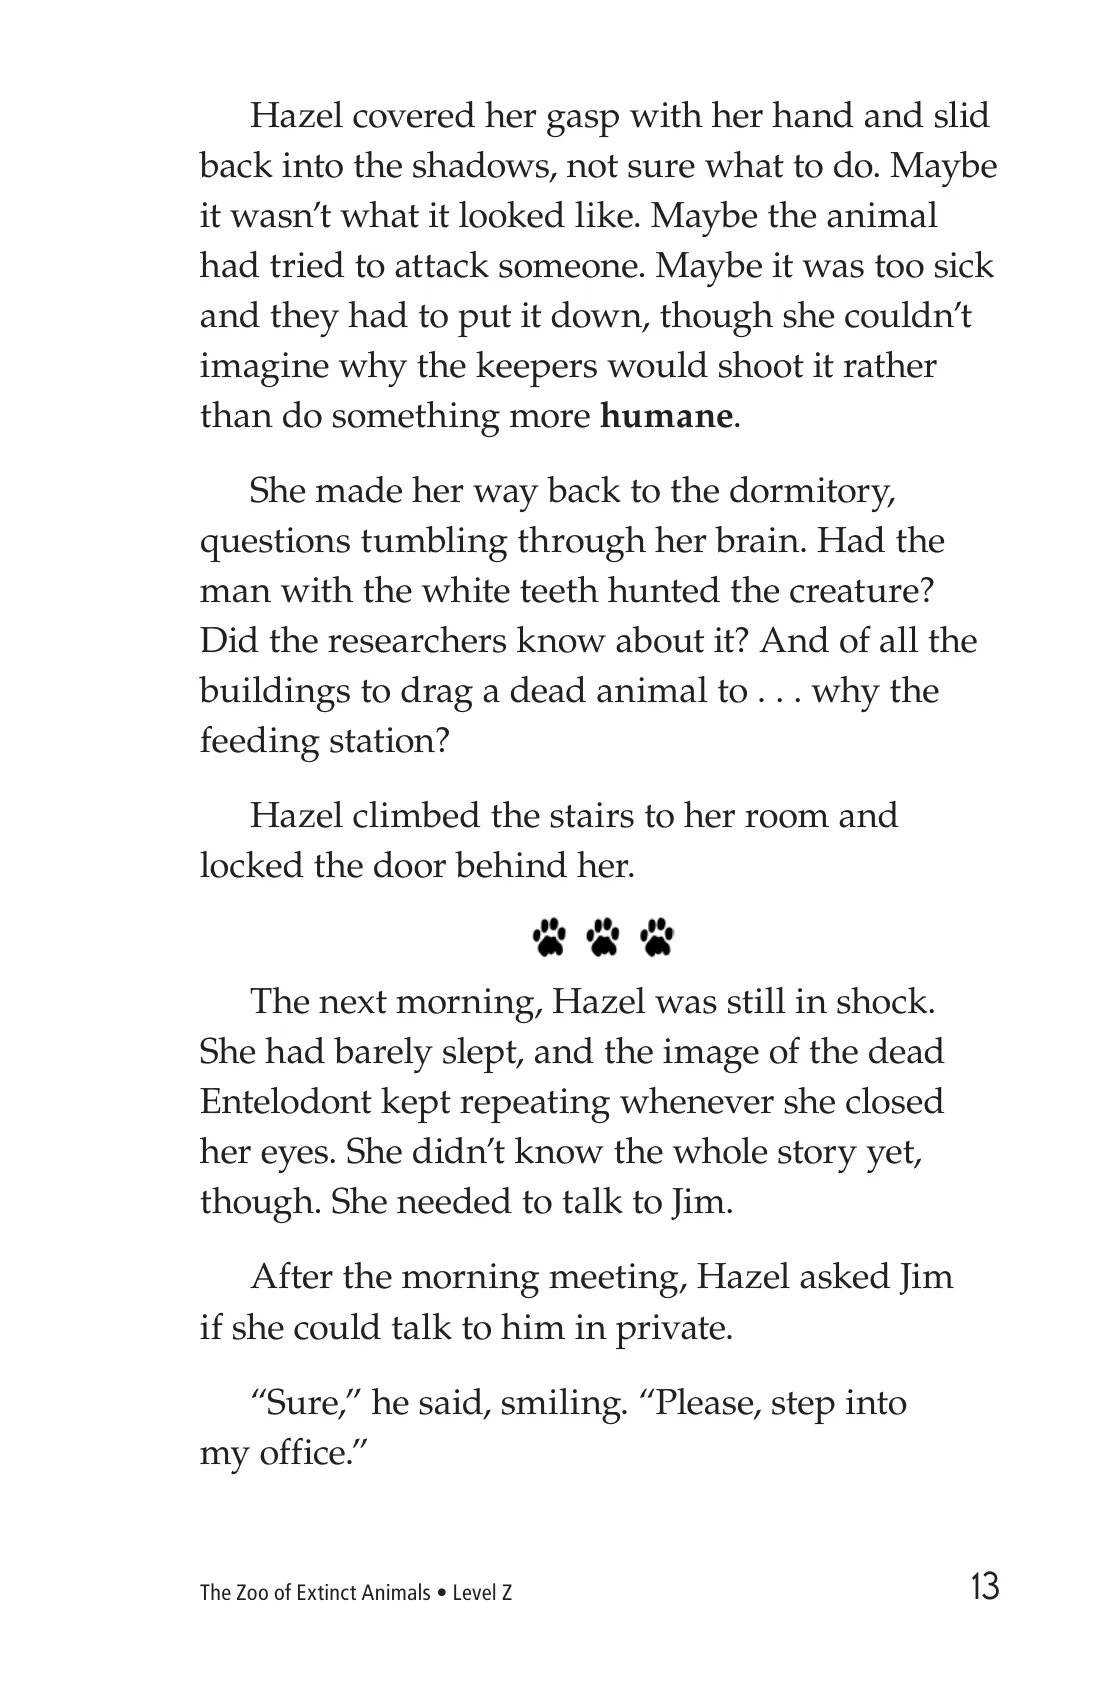 Hazel covered her gasp with her hand and slid
back into the shadows, not sure what to do. Maybe
it wasn’t what it looked like. Maybe the animal
had tried to attack someone. Maybe it was too sick
and they had to put it down, though she couldn’t
imagine why the keepers would shoot it rather
than do something more humane.
She made her way back to the dormitory,
questions tumbling through her brain. Had the
man with the white teeth hunted the creature?
Did the researchers know about it? And of all the
buildings to drag a dead animal to . . . why the
feeding station?
Hazel climbed the stairs to her room and
locked the door behind her.
The next morning, Hazel was still in shock.
She had barely slept, and the image of the dead
Entelodont kept repeating whenever she closed
her eyes. She didn’t know the whole story yet,
though. She needed to talk to Jim.
After the morning meeting, Hazel asked Jim
if she could talk to him in private.
“Sure,” he said, smiling. “Please, step into
my office.”
The Zoo of Extinct Animals • Level Z 13